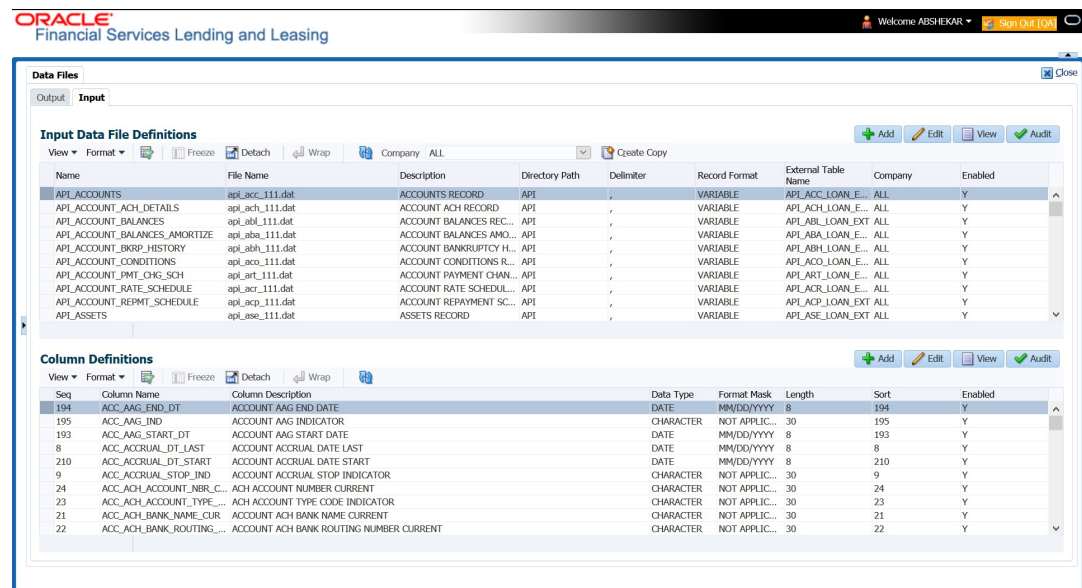 ORACLE®
Financial Services Lending and Leasing
Welcome ABSHEKAR
Sign Out [QA]
Data Files
Close
Output Input
Input Data File Definitions
Add Edit View Audit
View Format Freeze Detach Wrap Company ALL Create Copy
Name File Name Description Directory Path Delimiter Record Format External Table Name Company Enabled
API_ACCOUNTS api_acc_111.dat ACCOUNTS RECORD API , VARIABLE API_ACC_LOAN_E... ALL Y
API_ACCOUNT_ACH_DETAILS api_ach_111.dat ACCOUNT ACH RECORD API , VARIABLE API_ACH_LOAN_E... ALL Y
API_ACCOUNT_BALANCES api_abl_111.dat ACCOUNT BALANCES REC... API , VARIABLE API_ABL_LOAN_EXT ALL Y
API_ACCOUNT_BALANCES_AMORTIZE api_aba_111.dat ACCOUNT BALANCES AMO... API , VARIABLE API_ABA_LOAN_E... ALL Y
API_ACCOUNT_BKRP_HISTORY api_abh_111.dat ACCOUNT BANKRUPTCY H... API , VARIABLE API_ABH_LOAN_E... ALL Y
API_ACCOUNT_CONDITIONS api_aco_111.dat ACCOUNT CONDITIONS R... API , VARIABLE API_ACO_LOAN_E... ALL Y
API_ACCOUNT_PMT_CHG_SCH api_art_111.dat ACCOUNT PAYMENT CHAN... API , VARIABLE API_ART_LOAN_E... ALL Y
API_ACCOUNT_RATE_SCHEDULE api_acr_111.dat ACCOUNT RATE SCHEDUL... API , VARIABLE API_ACR_LOAN_E... ALL Y
API_ACCOUNT_REPMT_SCHEDULE api_acp_111.dat ACCOUNT REPAYMENT SC... API , VARIABLE API_ACP_LOAN_EXT ALL Y
API_ASSETS api_ase_111.dat ASSETS RECORD API , VARIABLE API_ASE_LOAN_EXT ALL Y
Column Definitions
Add Edit View Audit
View Format Freeze Detach Wrap
Seq Column Name Column Description Data Type Format Mask Length Sort Enabled
194 ACC_AAG_END_DT ACCOUNT AAG END DATE DATE MM/DD/YYYY 8 194 Y
195 ACC_AAG_IND ACCOUNT AAG INDICATOR CHARACTER NOT APPLIC... 30 195 Y
193 ACC_AAG_START_DT ACCOUNT AAG START DATE DATE MM/DD/YYYY 8 193 Y
8 ACC_ACCRUAL_DT_LAST ACCOUNT ACCRUAL DATE LAST DATE MM/DD/YYYY 8 8 Y
210 ACC_ACCRUAL_DT_START ACCOUNT ACCRUAL DATE START DATE MM/DD/YYYY 8 210 Y
9 ACC_ACCRUAL_STOP_IND ACCOUNT ACCRUAL STOP INDICATOR CHARACTER NOT APPLIC... 30 9 Y
24 ACC_ACH_ACCOUNT_NBR_C... ACH ACCOUNT NUMBER CURRENT CHARACTER NOT APPLIC... 30 24 Y
23 ACC_ACH_ACCOUNT_TYPE_... ACH ACCOUNT TYPE CODE INDICATOR CHARACTER NOT APPLIC... 30 23 Y
21 ACC_ACH_BANK_NAME_CUR ACCOUNT ACH BANK NAME CURRENT CHARACTER NOT APPLIC... 30 21 Y
22 ACC_ACH_BANK_ROUTING_... ACCOUNT ACH BANK ROUTING NUMBER CURRENT CHARACTER NOT APPLIC... 30 22 Y